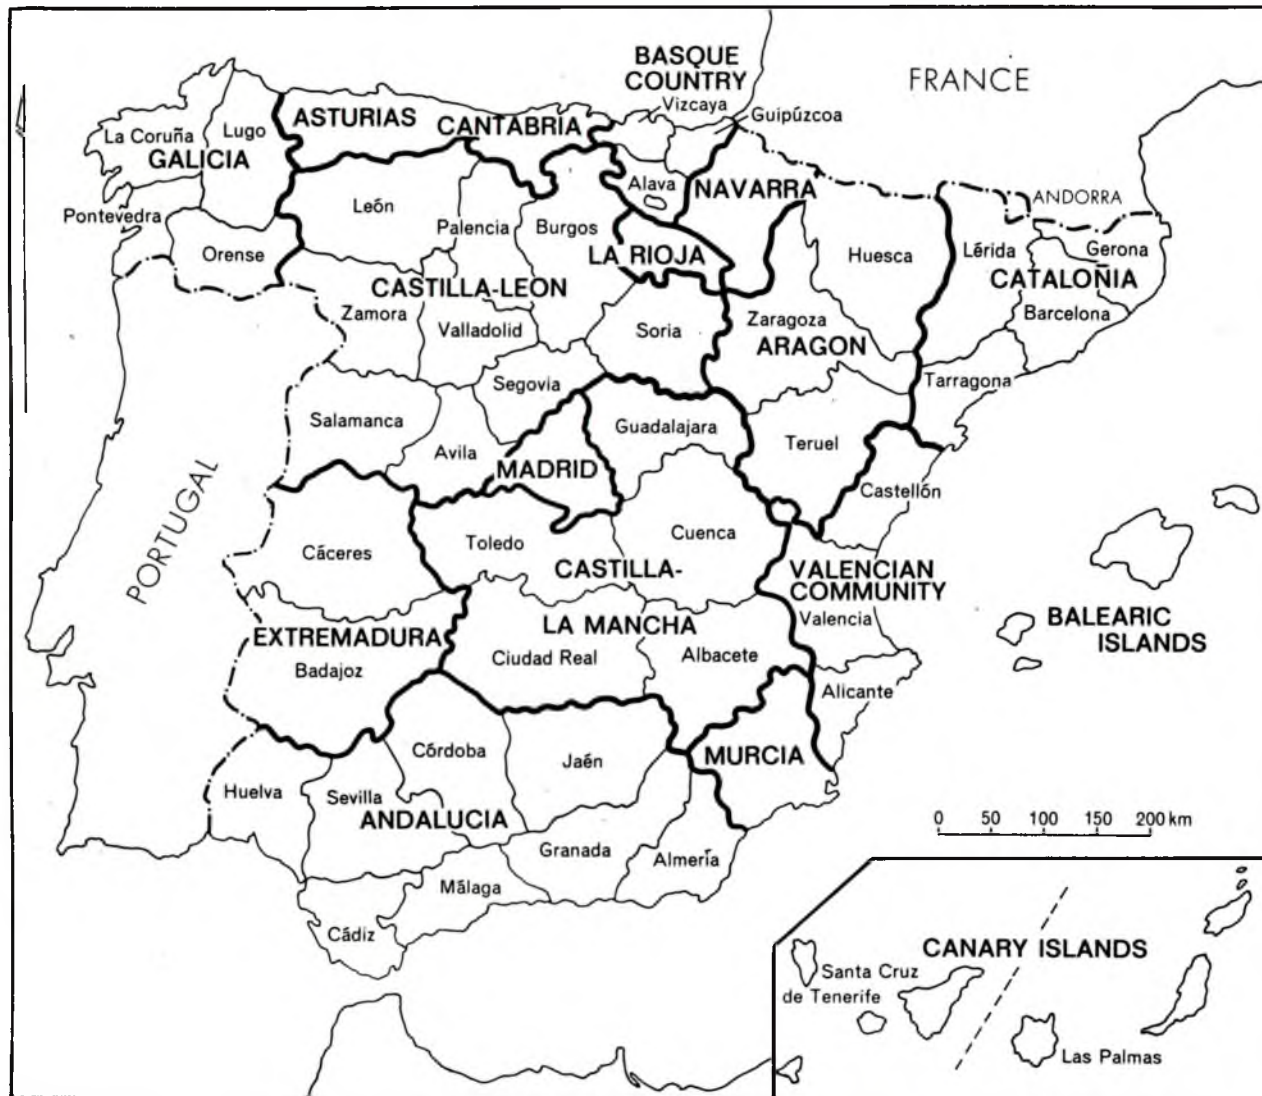 BASQUE
COUNTRY
FRANCE
Vizcaya
Guipúzcoa
ASTURIAS
CANTABRIA
La Coruña
Lugo
GALICIA
Alava
NAVARRA
ANDORRA
León
Pontevedra
Palencia
Burgos
Orense
LA RIOJA
Huesca
Lérida
Gerona
CATALOÑIA
CASTILLA-LEON
Zamora
Valladolid
Soria
Zaragoza
ARAGON
Barcelona
Segovia
Tarragona
Salamanca
Guadalajara
Teruel
Avila
MADRID
Castellón
PORTUGAL
Cáceres
Toledo
Cuenca
CASTILLA-
LA MANCHA
VALENCIAN
COMMUNITY
Valencia
BALEARIC
ISLANDS
EXTREMADURA
Badajoz
Ciudad Real
Albacete
Alicante
Córdoba
Jaén
MURCIA
Huelva
Sevilla
ANDALUCIA
Granada
Almería
Málaga
Cádiz
0 50 100 150 200 km
CANARY ISLANDS
Santa Cruz
de Tenerife
Las Palmas